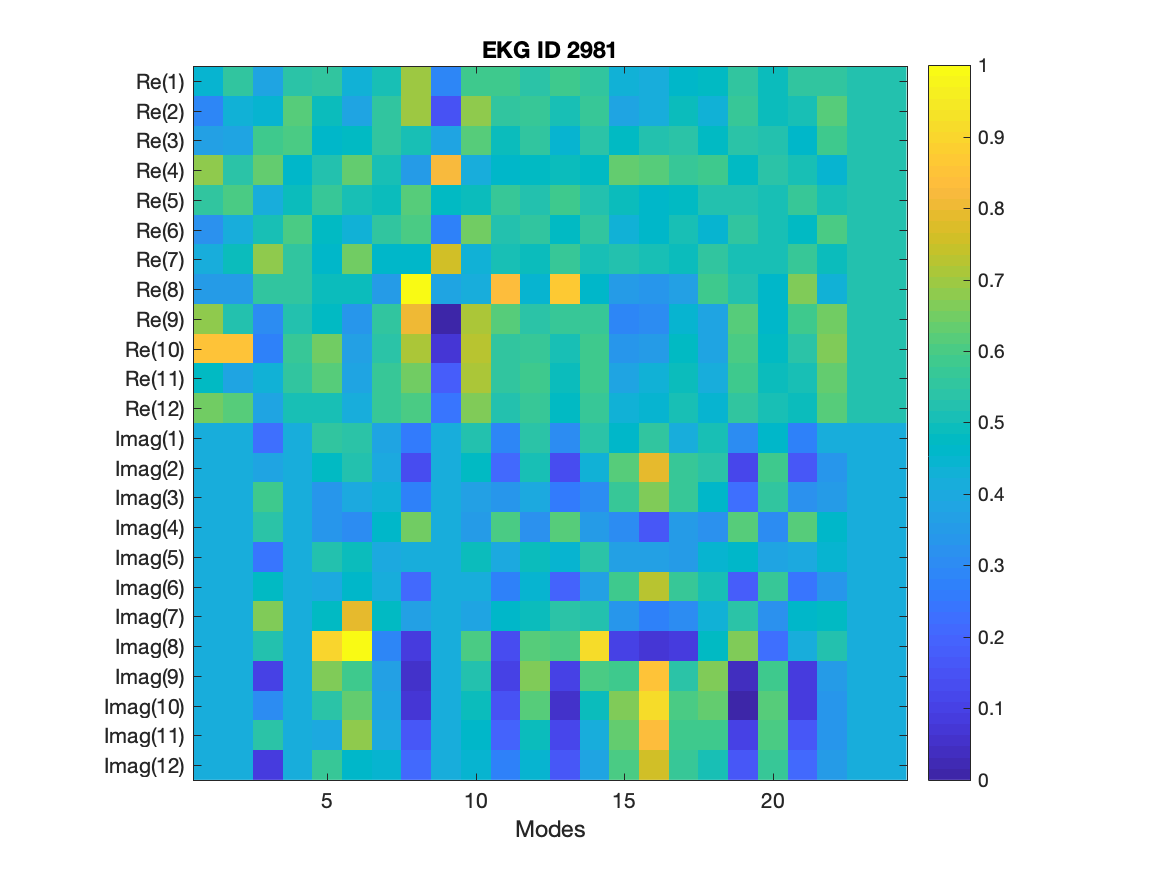 EKG ID 2981
Re(1)
Re(2)
Re(3)
Re(4)
Re(5)
Re(6)
Re(7)
Re(8)
Re(9)
Re(10)
Re(11)
Re(12)
Imag(1)
Imag(2)
Imag(3)
Imag(4)
Imag(5)
Imag(6)
Imag(7)
Imag(8)
Imag(9)
Imag(10)
Imag(11)
Imag(12)
5 10 15 20
Modes
1
0.9
0.8
0.7
0.6
0.5
0.4
0.3
0.2
0.1
0